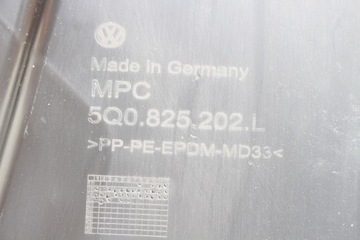 Made in Germany
MPC
5Q0.825.202.L
>PP-PE-EPDM-MD33<